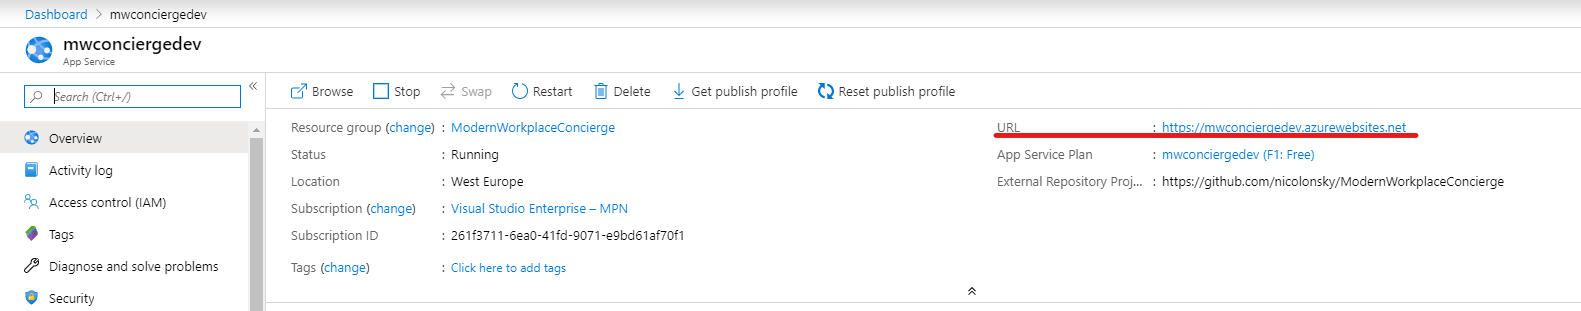 Dashboard > mwconciergedev
mwconciergedev
App Service
Search (Ctrl+/)
«
Overview
Activity log
Access control (IAM)
Tags
Diagnose and solve problems
Security
Browse Stop Swap Restart Delete Get publish profile Reset publish profile
Resource group (change) : ModernWorkplaceConcierge
Status : Running
Location : West Europe
Subscription (change) : Visual Studio Enterprise – MPN
Subscription ID : 261f3711-6ea0-41fd-9071-e9bd61af70f1
Tags (change) : Click here to add tags
URL : https://mwconciergedev.azurewebsites.net
App Service Plan : mwconciergedev (F1: Free)
External Repository Proj... : https://github.com/nicolonsky/ModernWorkplaceConcierge